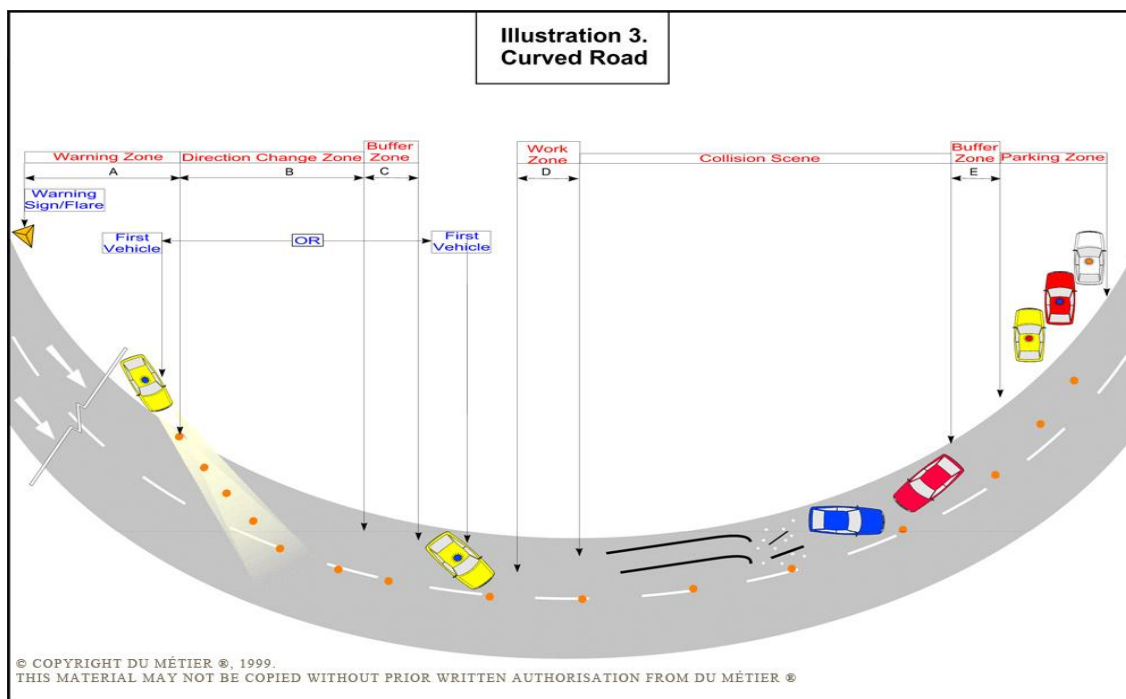 Illustration 3.
Curved Road
Warning Zone
Direction Change Zone
Buffer
Zone
Work
Zone
Collision Scene
Buffer
Zone
Parking Zone
A
B
C
D
E
Warning
Sign/Flare
First
Vehicle
OR
First
Vehicle
© COPYRIGHT DU MÉTIER ®, 1999.
THIS MATERIAL MAY NOT BE COPIED WITHOUT PRIOR WRITTEN AUTHORISATION FROM DU MÉTIER ®